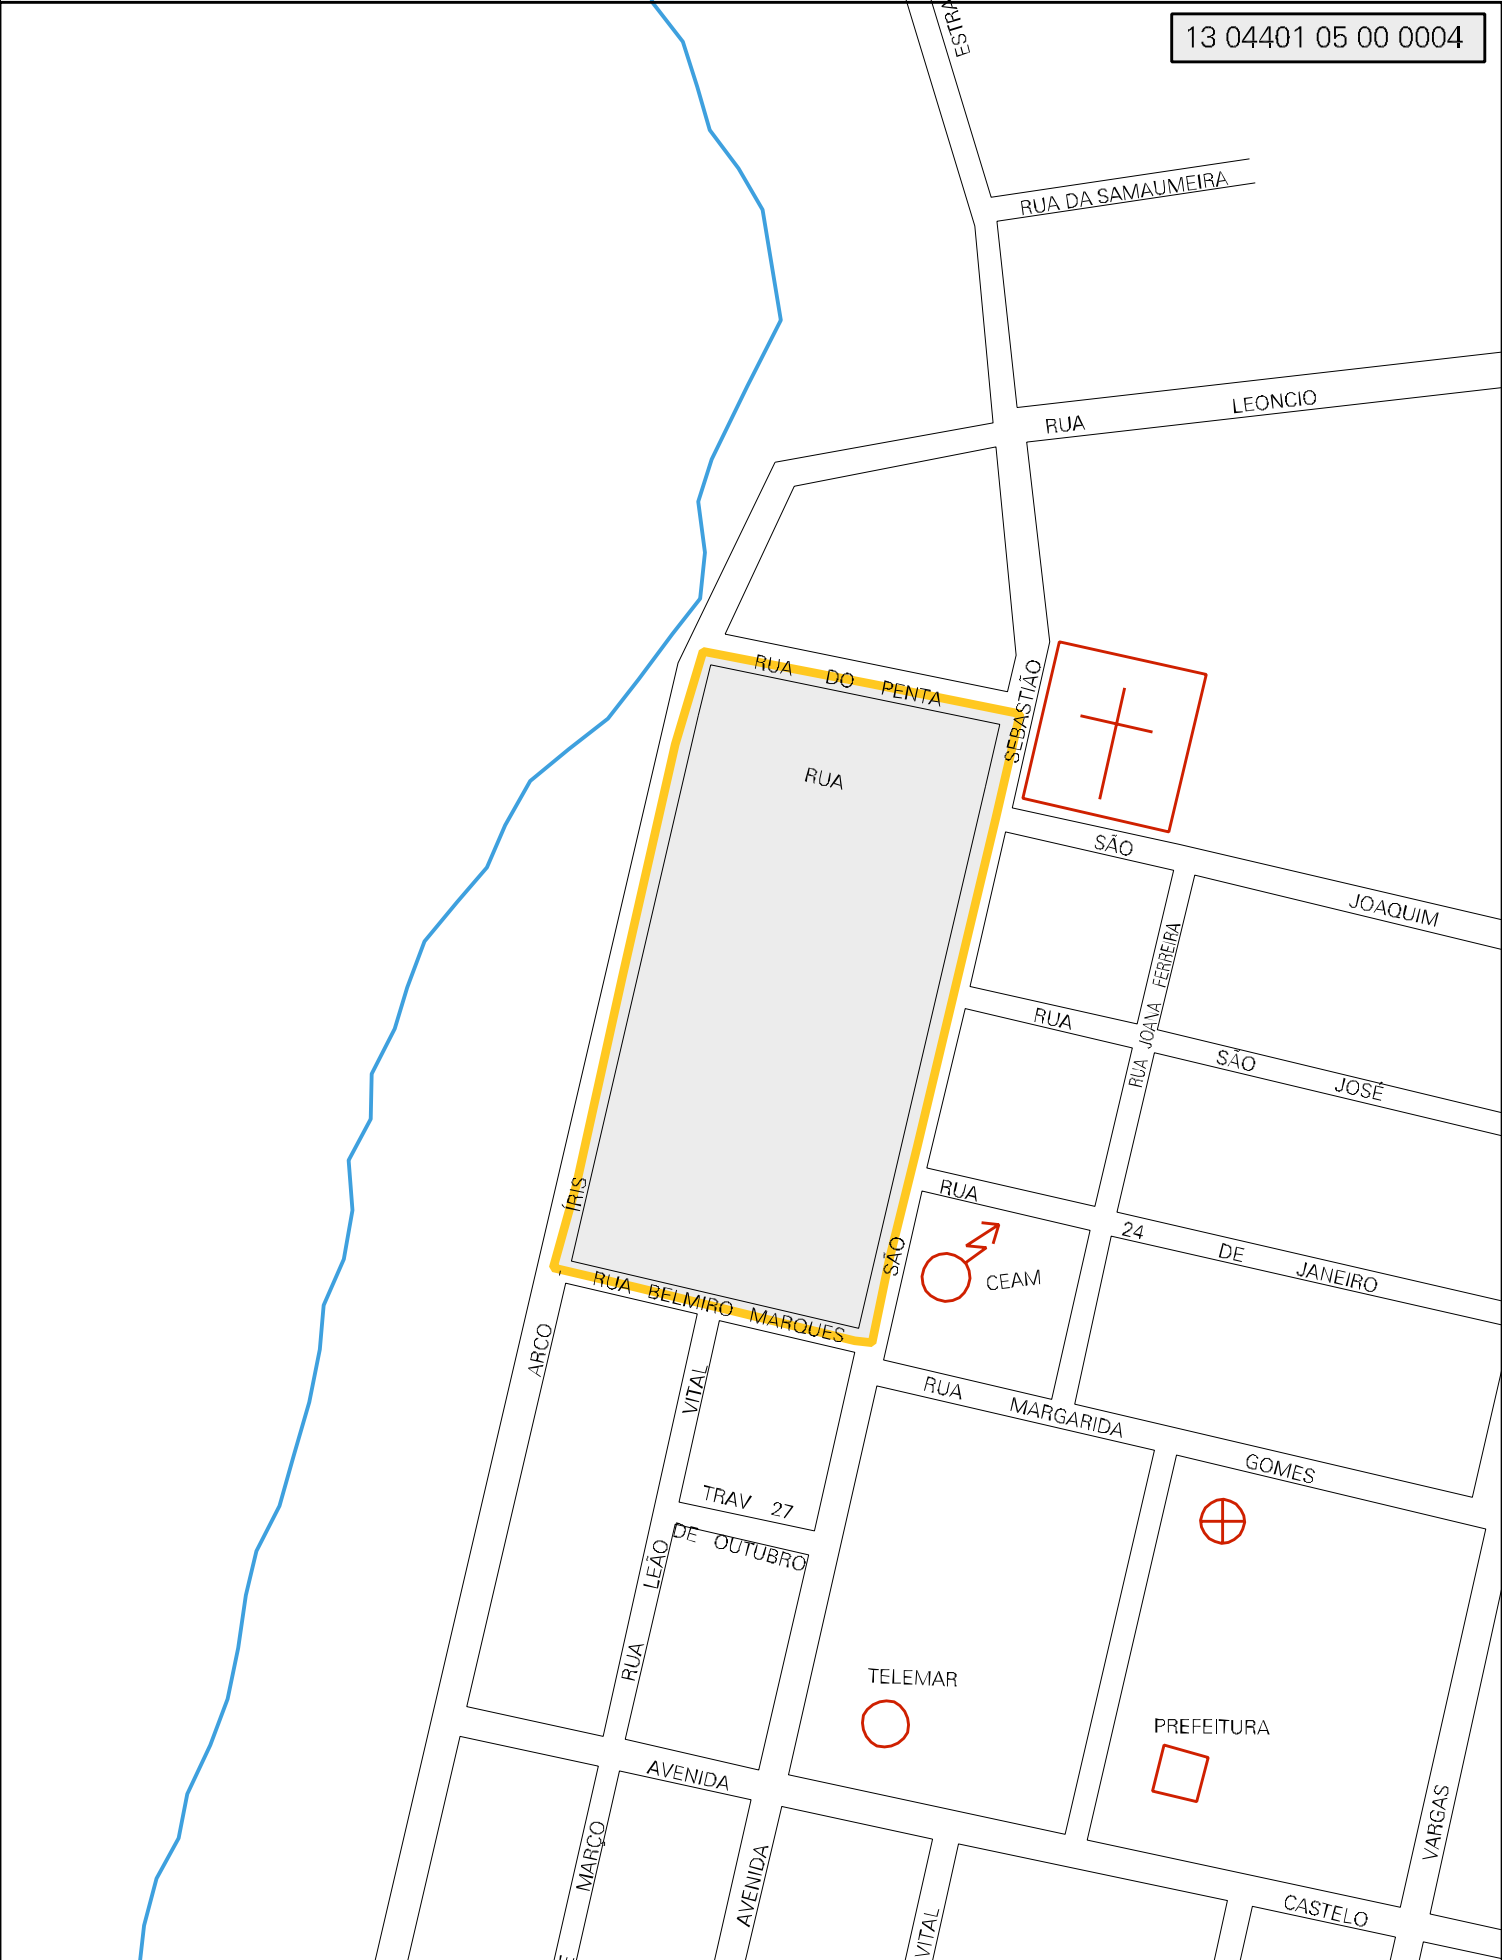 13 04401 05 00 0004
ESTRA
RUA DA SAMAUMEIRA
RUA LEONCIO
RUA DO PENTA
SEBASTIÃO
RUA
SÃO JOAQUIM
RUA JOANA FERREIRA
RUA SÃO JOSÉ
ÍRIS
RUA 24 DE JANEIRO
SÃO
CEAM
RUA BELMIRO MARQUES
ARCO
VITAL
RUA MARGARIDA GOMES
TRAV 27
DE OUTUBRO
LEÃO
RUA
TELEMAR
PREFEITURA
AVENIDA
VARGAS
MARÇO
AVENIDA
CASTELO
VITAL